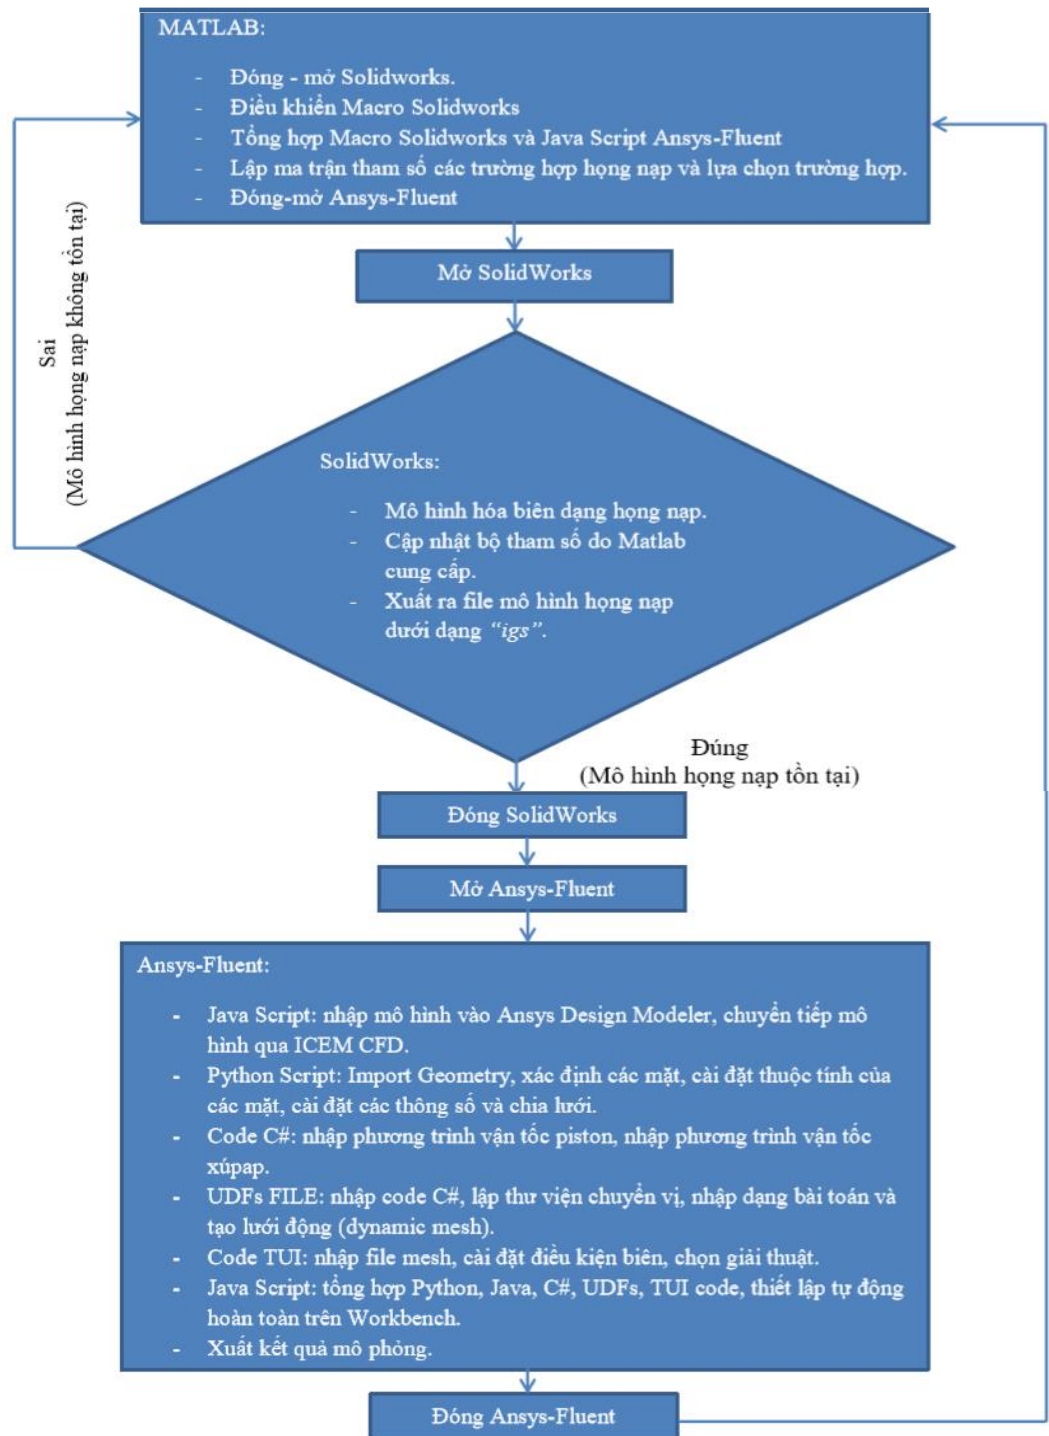 MATLAB:
- Đóng - mở Solidworks.
- Điều khiển Macro Solidworks
- Tổng hợp Macro Solidworks và Java Script Ansys-Fluent
- Lập ma trận tham số các trường hợp họng nạp và lựa chọn trường hợp.
- Đóng-mở Ansys-Fluent
Mở SolidWorks
Sai
(Mô hình họng nạp không tồn tại)
SolidWorks:
- Mô hình hóa biên dạng họng nạp.
- Cập nhật bộ tham số do Matlab
cung cấp.
- Xuất ra file mô hình họng nạp
dưới dạng “igs”.
Đúng
(Mô hình họng nạp tồn tại)
Đóng SolidWorks
Mở Ansys-Fluent
Ansys-Fluent:
- Java Script: nhập mô hình vào Ansys Design Modeler, chuyển tiếp mô
hình qua ICEM CFD.
- Python Script: Import Geometry, xác định các mặt, cài đặt thuộc tính của
các mặt, cài đặt các thông số và chia lưới.
- Code C#: nhập phương trình vận tốc piston, nhập phương trình vận tốc
xúpap.
- UDFs FILE: nhập code C#, lập thư viện chuyển vị, nhập dạng bài toán và
tạo lưới động (dynamic mesh).
- Code TUI: nhập file mesh, cài đặt điều kiện biên, chọn giải thuật.
- Java Script: tổng hợp Python, Java, C#, UDFs, TUI code, thiết lập tự động
hoàn toàn trên Workbench.
- Xuất kết quả mô phỏng.
Đóng Ansys-Fluent